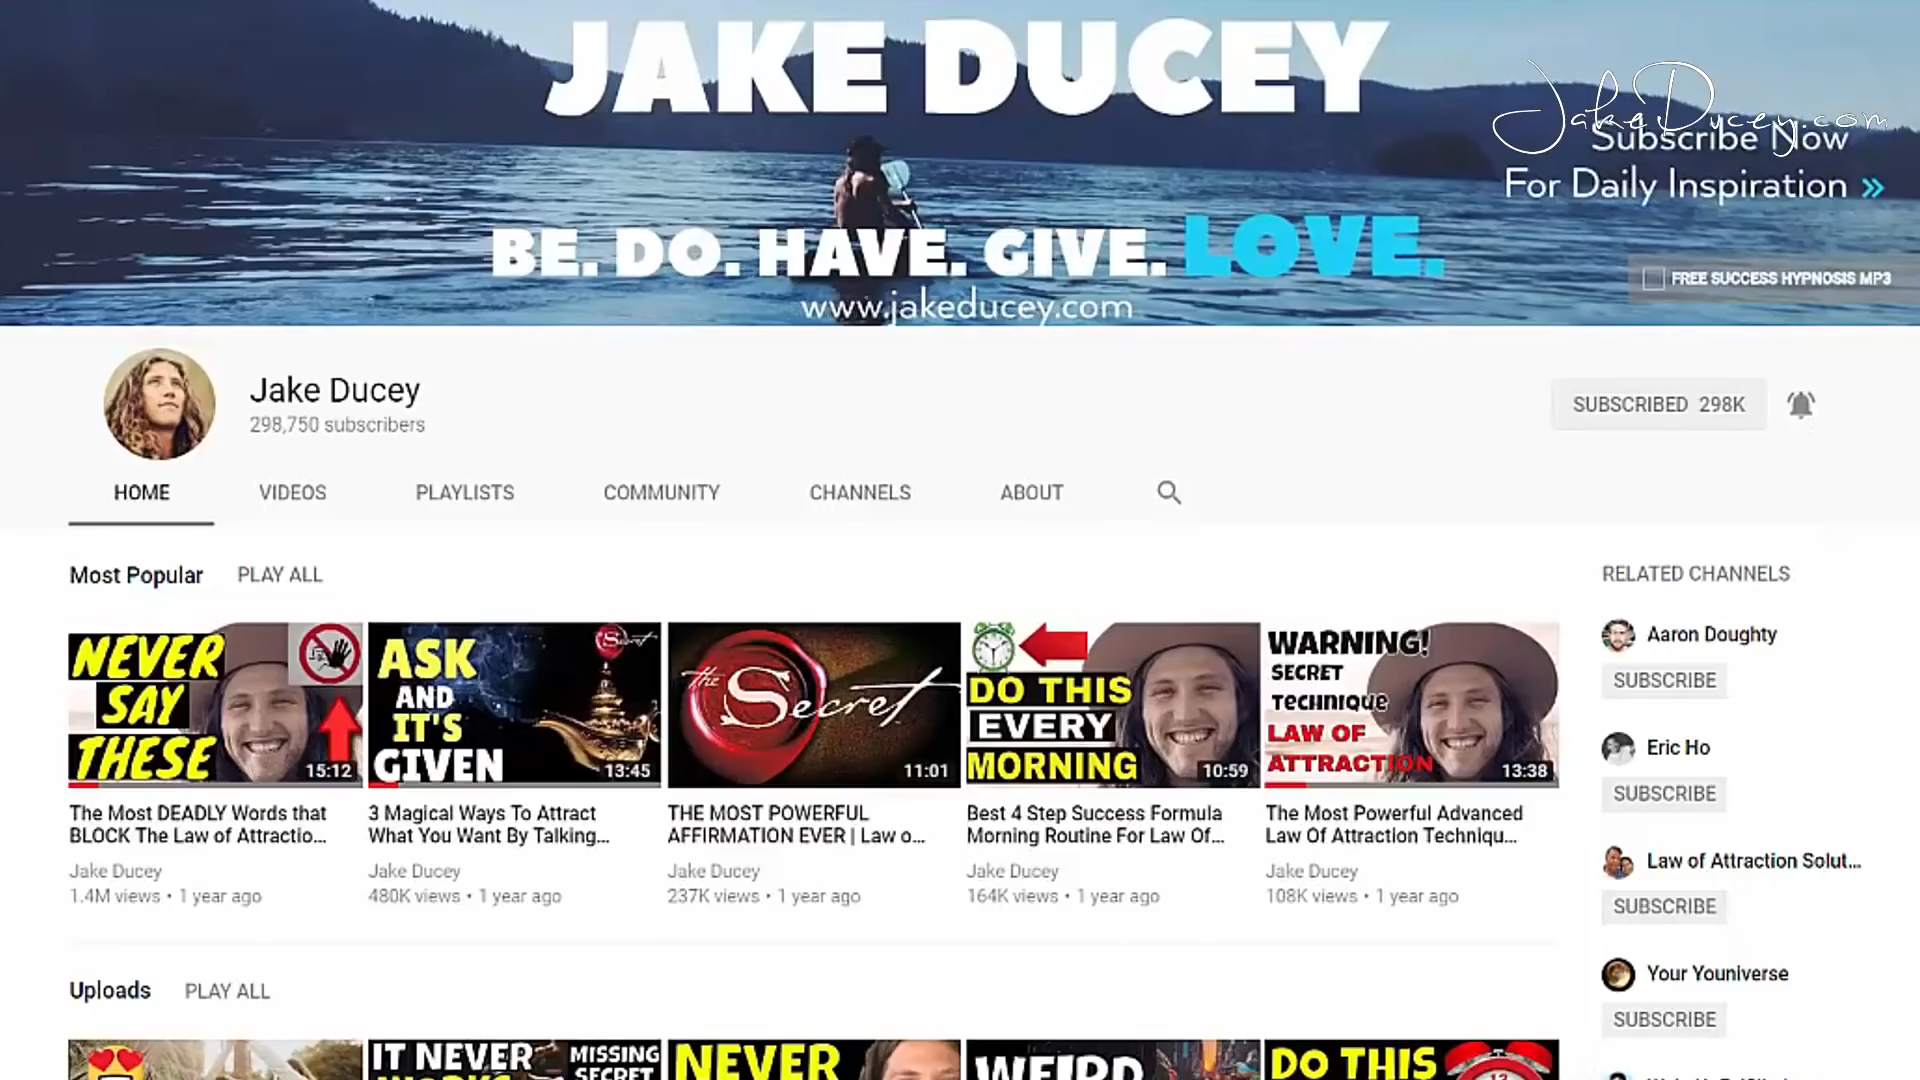 JAKE DUCEY
JakeDucey.com
Subscribe Now
For Daily Inspiration »
BE. DO. HAVE. GIVE. LOVE.
FREE SUCCESS HYPNOSIS MP3
www.jakeducey.com
Jake Ducey
298,750 subscribers
SUBSCRIBED 298K
HOME
VIDEOS
PLAYLISTS
COMMUNITY
CHANNELS
ABOUT
Most Popular
PLAY ALL
NEVER
SAY
THESE
15:12
The Most DEADLY Words that
BLOCK The Law of Attractio...
Jake Ducey
1.4M views • 1 year ago
ASK
AND
IT'S
GIVEN
Secret
13:45
3 Magical Ways To Attract
What You Want By Talking...
Jake Ducey
480K views • 1 year ago
the Secret
11:01
THE MOST POWERFUL
AFFIRMATION EVER | Law o...
Jake Ducey
237K views • 1 year ago
DO THIS
EVERY
MORNING
10:59
Best 4 Step Success Formula
Morning Routine For Law Of...
Jake Ducey
164K views • 1 year ago
WARNING!
SECRET
TECHNIQUE
LAW OF
ATTRACTION
13:38
The Most Powerful Advanced
Law Of Attraction Techniqu...
Jake Ducey
108K views • 1 year ago
RELATED CHANNELS
Aaron Doughty
SUBSCRIBE
Eric Ho
SUBSCRIBE
Law of Attraction Solut...
SUBSCRIBE
Your Youniverse
SUBSCRIBE
Uploads
PLAY ALL
IT NEVER
WORKS
MISSING
SECRET
NEVER
WEIRD
DO THIS
12